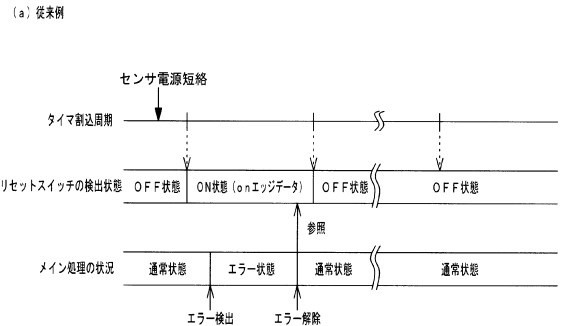 (a)従来例
センサ電源短絡
タイマ割込周期
リセットスイッチの検出状態
OFF状態
ON状態(onエッジデータ)
OFF状態
OFF状態
参照
メイン処理の状況
通常状態
エラー状態
通常状態
通常状態
エラー検出
エラー解除